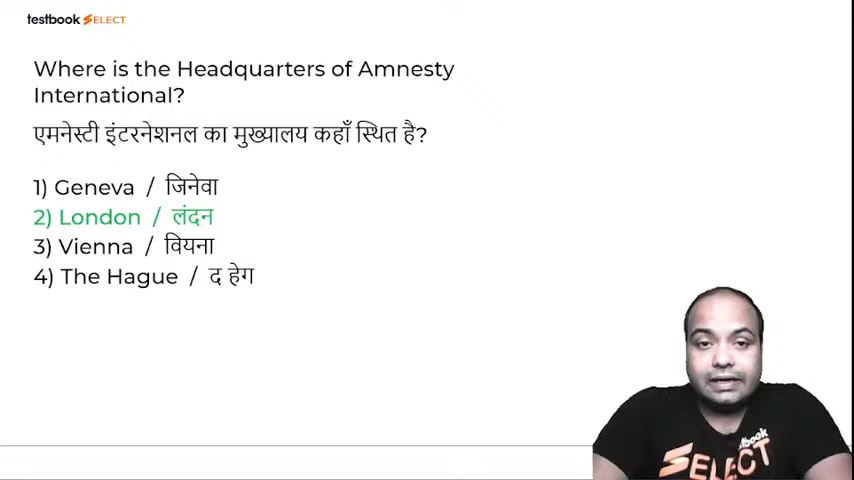 testbook SELECT
Where is the Headquarters of Amnesty
International?
एमनेस्टी इंटरनेशनल का मुख्यालय कहाँ स्थित है?
1) Geneva / जिनेवा
2) London / लंदन
3) Vienna / वियना
4) The Hague / द हेग
SELECT